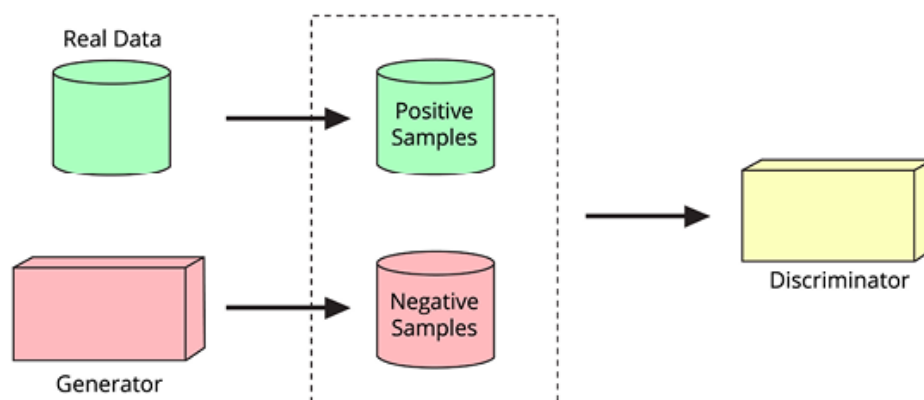 Real Data
Positive
Samples
Negative
Samples
Generator
Discriminator